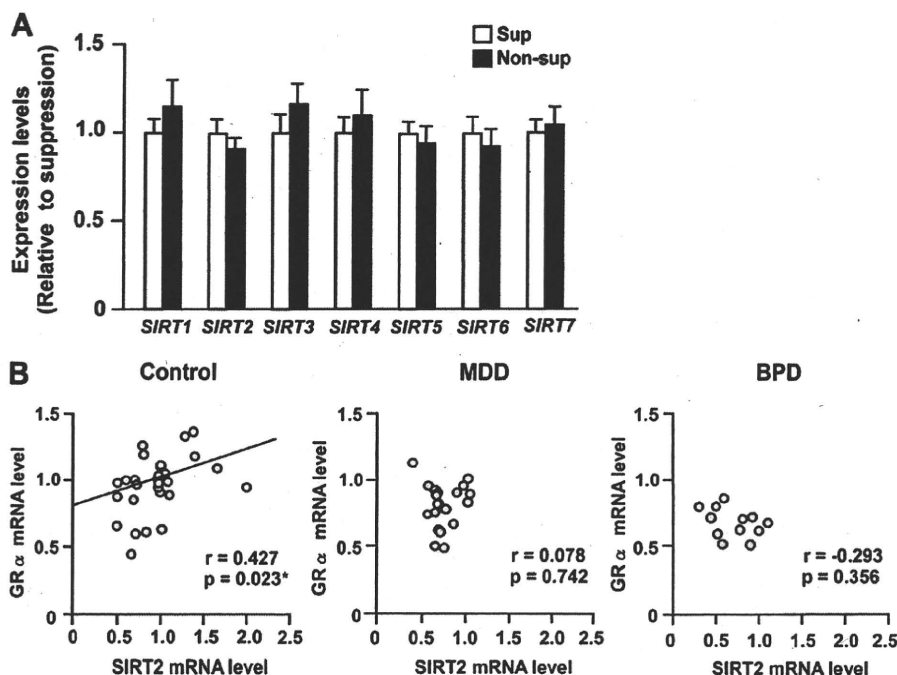 A
Sup
Non-sup
Expression levels
(Relative to suppression)
1.5
1.0
0.5
0
SIRT1 SIRT2 SIRT3 SIRT4 SIRT5 SIRT6 SIRT7
B
Control
GRα mRNA level
1.5
1.0
0.5
0
r = 0.427
p = 0.023*
0 0.5 1.0 1.5 2.0 2.5
SIRT2 mRNA level
MDD
GRα mRNA level
1.5
1.0
0.5
0
r = 0.078
p = 0.742
0 0.5 1.0 1.5 2.0 2.5
SIRT2 mRNA level
BPD
GRα mRNA level
1.5
1.0
0.5
0
r = -0.293
p = 0.356
0 0.5 1.0 1.5 2.0 2.5
SIRT2 mRNA level